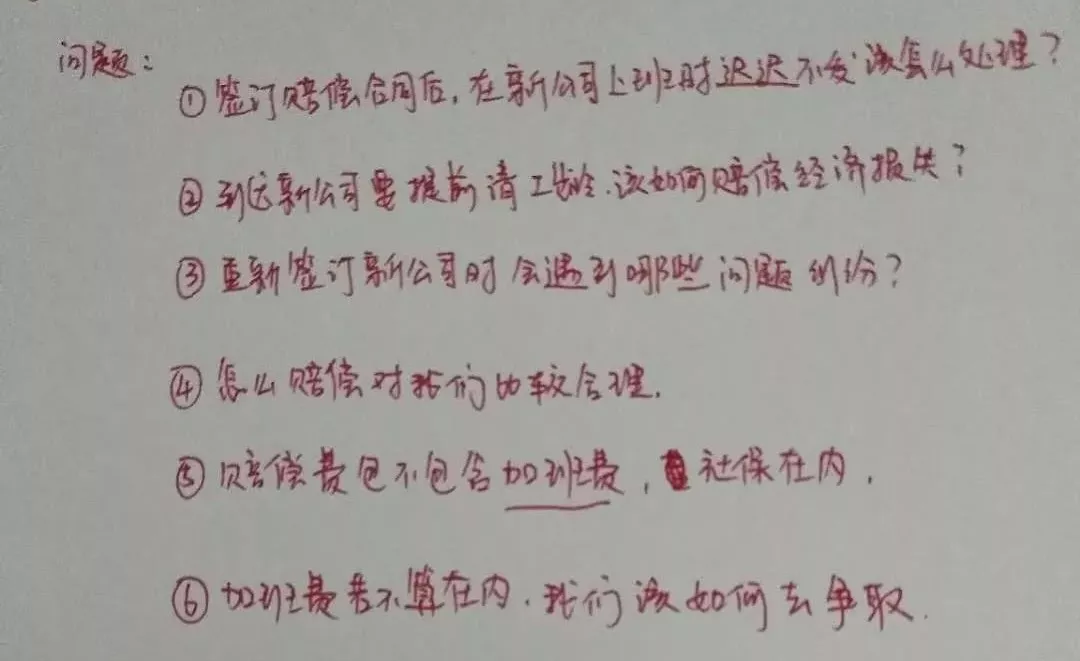 问题：
①签订赔偿合同后，在新公司上班时迟迟不发该怎么处理？
②到达新公司要提前清工龄.该如何赔偿经济损失？
③重新签订新公司时会遇到哪些问题纠纷？
④怎么赔偿对我们比较合理.
⑤赔偿费包不包含加班费，社保在内.
⑥加班费若不算在内.我们该如何去争取.